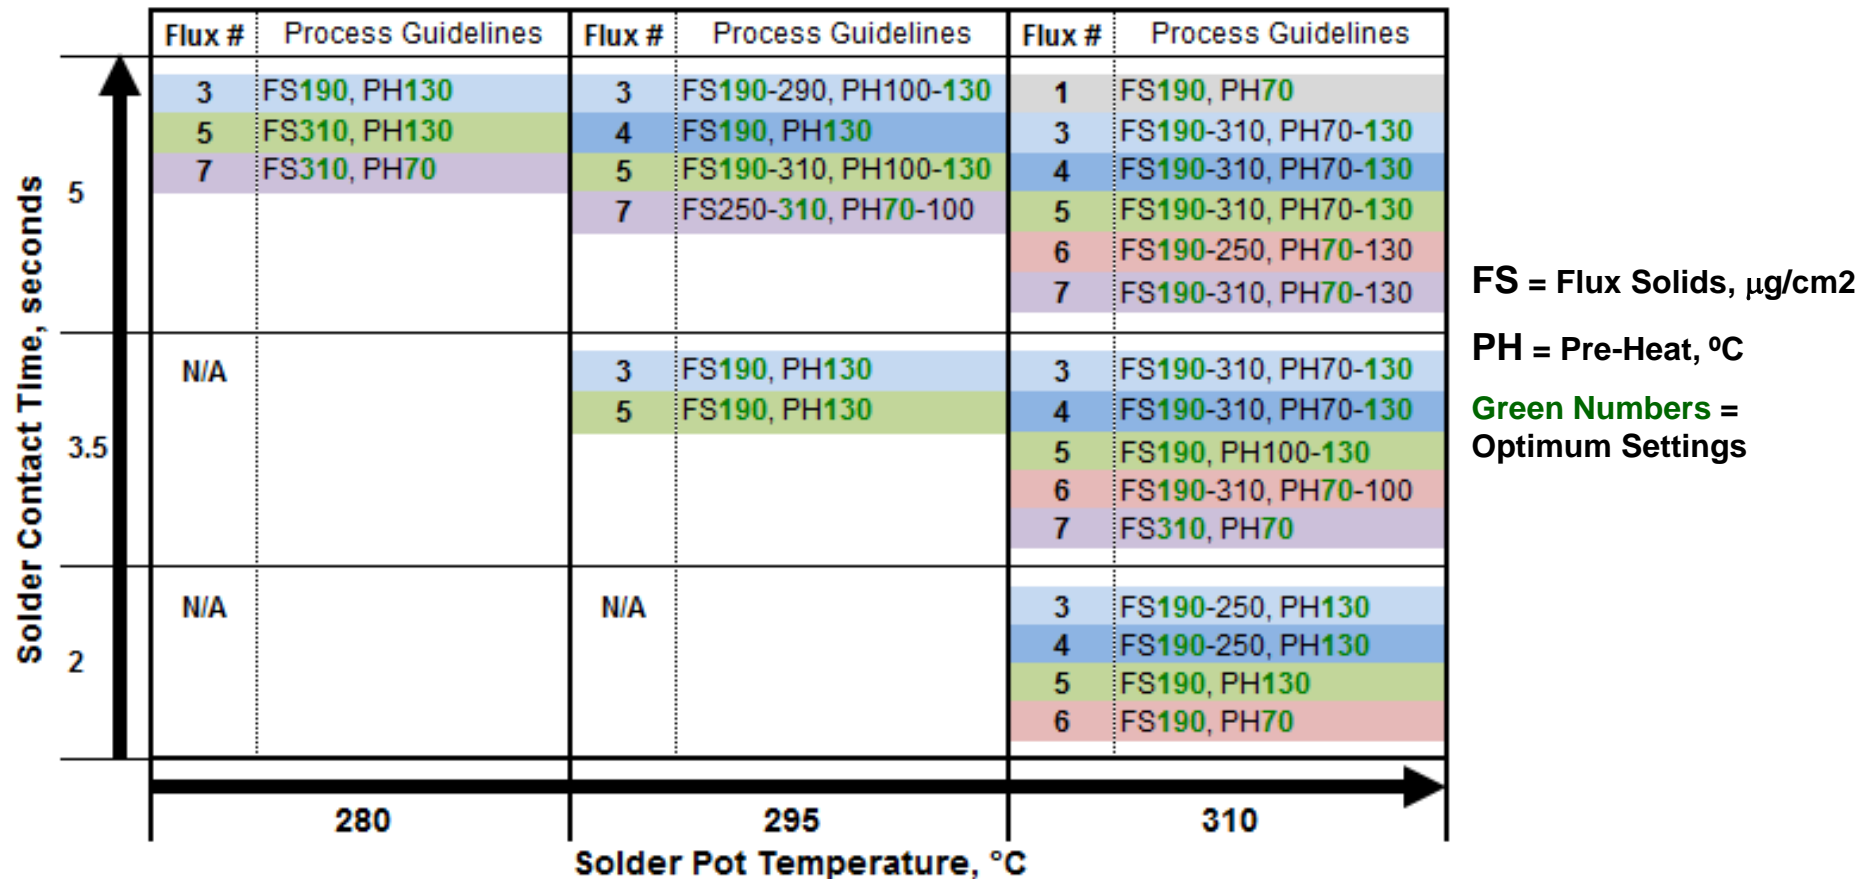 Flux # Process Guidelines Flux # Process Guidelines Flux # Process Guidelines
Solder Contact TIme, seconds
5
3 FS190, PH130
5 FS310, PH130
7 FS310, PH70
3 FS190-290, PH100-130
4 FS190, PH130
5 FS190-310, PH100-130
7 FS250-310, PH70-100
1 FS190, PH70
3 FS190-310, PH70-130
4 FS190-310, PH70-130
5 FS190-310, PH70-130
6 FS190-250, PH70-130
7 FS190-310, PH70-130
3.5
N/A
3 FS190, PH130
5 FS190, PH130
3 FS190-310, PH70-130
4 FS190-310, PH70-130
5 FS190, PH100-130
6 FS190-310, PH70-100
7 FS310, PH70
2
N/A
N/A
3 FS190-250, PH130
4 FS190-250, PH130
5 FS190, PH130
6 FS190, PH70
280 295 310
Solder Pot Temperature, °C
FS = Flux Solids, µg/cm2
PH = Pre-Heat, ºC
Green Numbers =
Optimum Settings